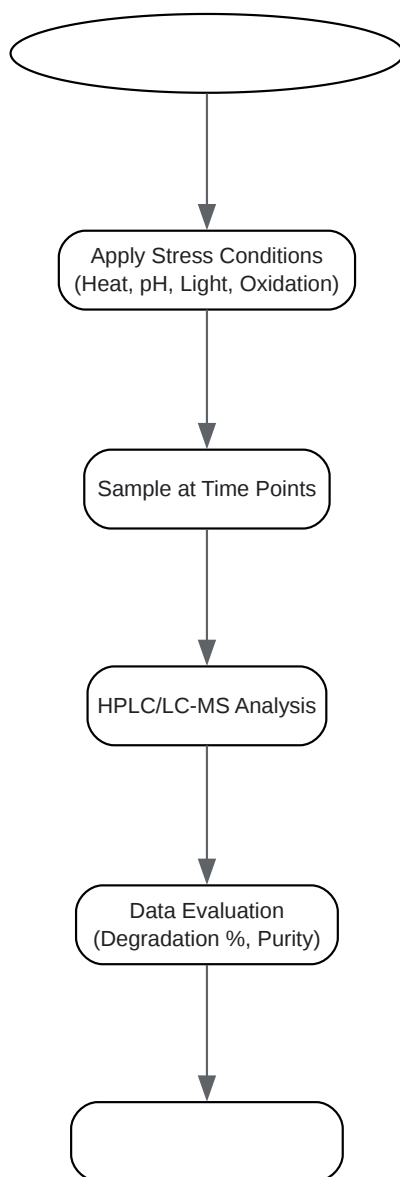 Apply Stress Conditions
(Heat, pH, Light, Oxidation)
Sample at Time Points
HPLC/LC-MS Analysis
Data Evaluation
(Degradation %, Purity)